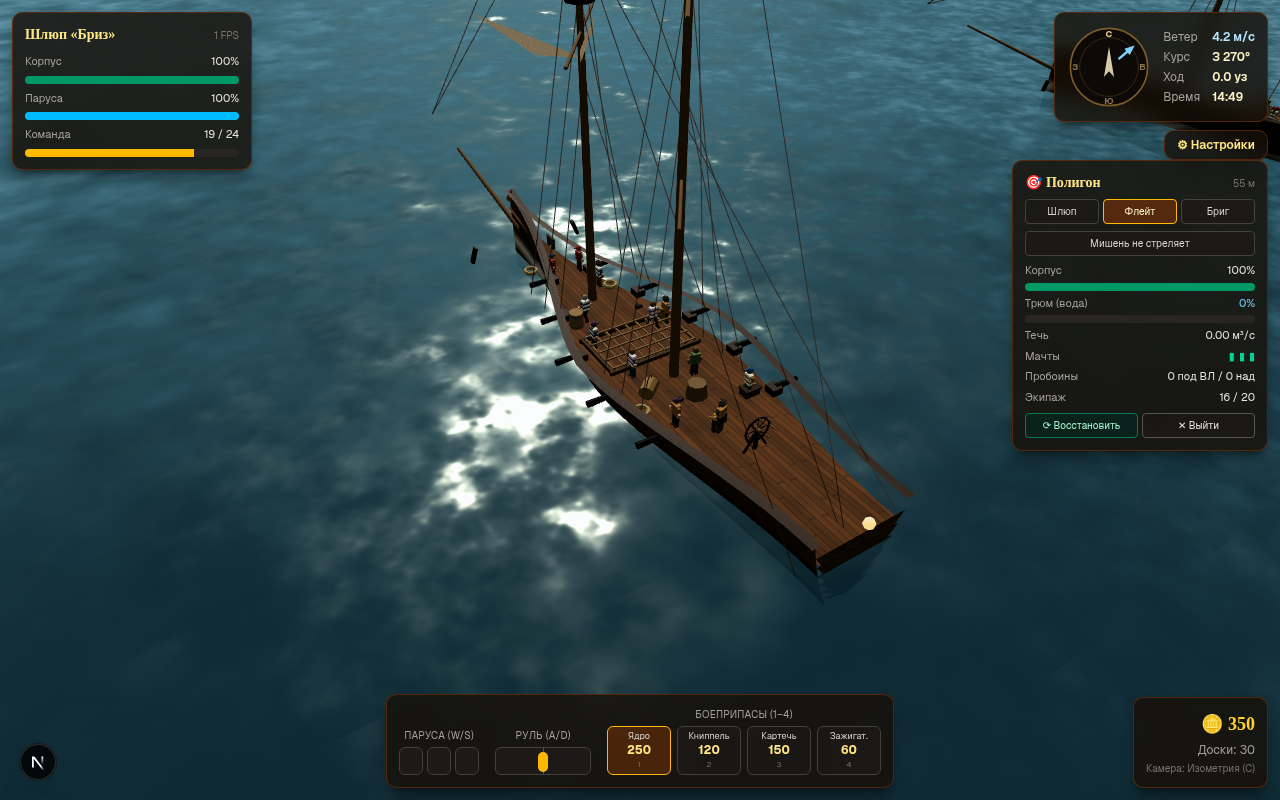 Шлюп «Бриз» 1 FPS
Корпус 100%
Паруса 100%
Команда 19 / 24
С
З В
Ю
Ветер 4.2 м/с
Курс З 270°
Ход 0.0 уз
Время 14:49
⚙ Настройки
🎯 Полигон 55 м
Шлюп Флейт Бриг
Мишень не стреляет
Корпус 100%
Трюм (вода) 0%
Течь 0.00 м³/с
Мачты
Пробоины 0 под ВЛ / 0 над
Экипаж 16 / 20
⟳ Восстановить ✕ Выйти
ПАРУСА (W/S) РУЛЬ (A/D) БОЕПРИПАСЫ (1–4)
Ядро Книппель Картечь Зажигат.
250 120 150 60
1 2 3 4
N
🪙 350
Доски: 30
Камера: Изометрия (C)